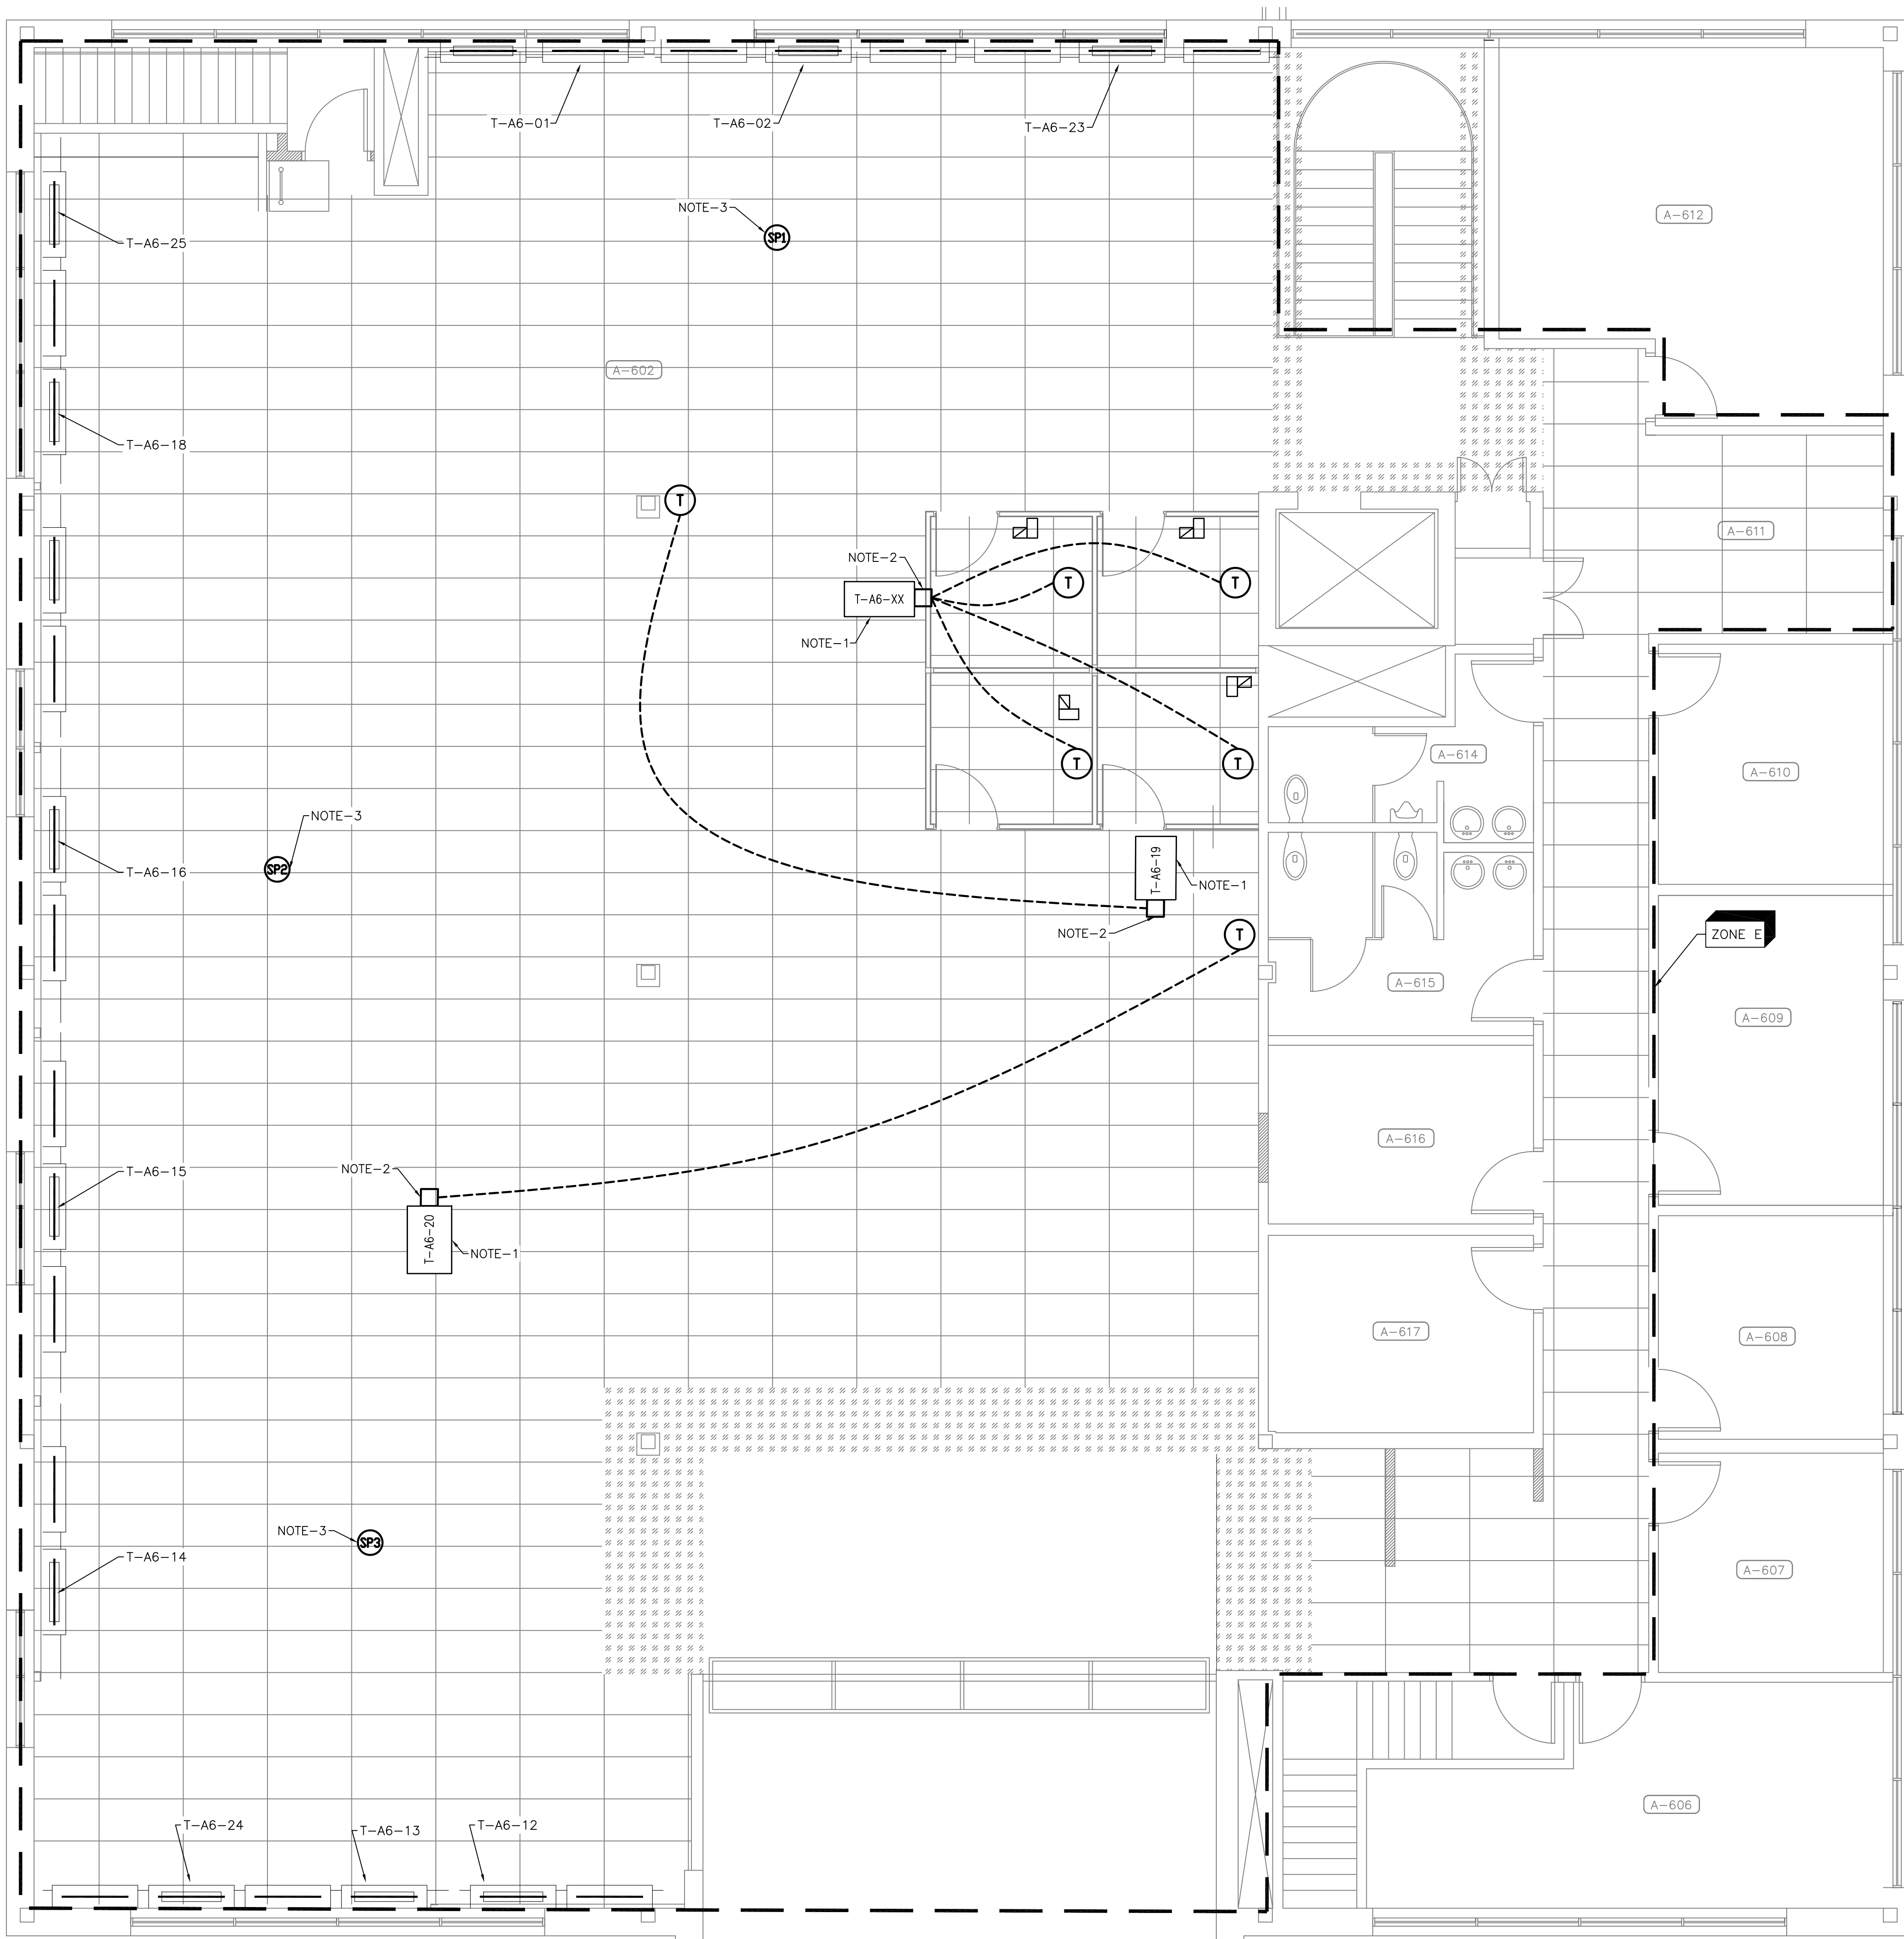 T-A6-01
T-A6-02
T-A6-23
NOTE-3
SP1
A-612
T-A6-25
A-602
T-A6-18
T
NOTE-2
T-A6-XX
NOTE-1
T
T
A-611
T
T
A-614
A-610
NOTE-3
SP2
T-A6-16
T-A6-19
NOTE-1
NOTE-2
T
ZONE E
A-615
A-609
A-616
T-A6-15
NOTE-2
T-A6-20
NOTE-1
A-617
A-608
NOTE-3
SP3
T-A6-14
A-607
T-A6-24
T-A6-13
T-A6-12
A-606